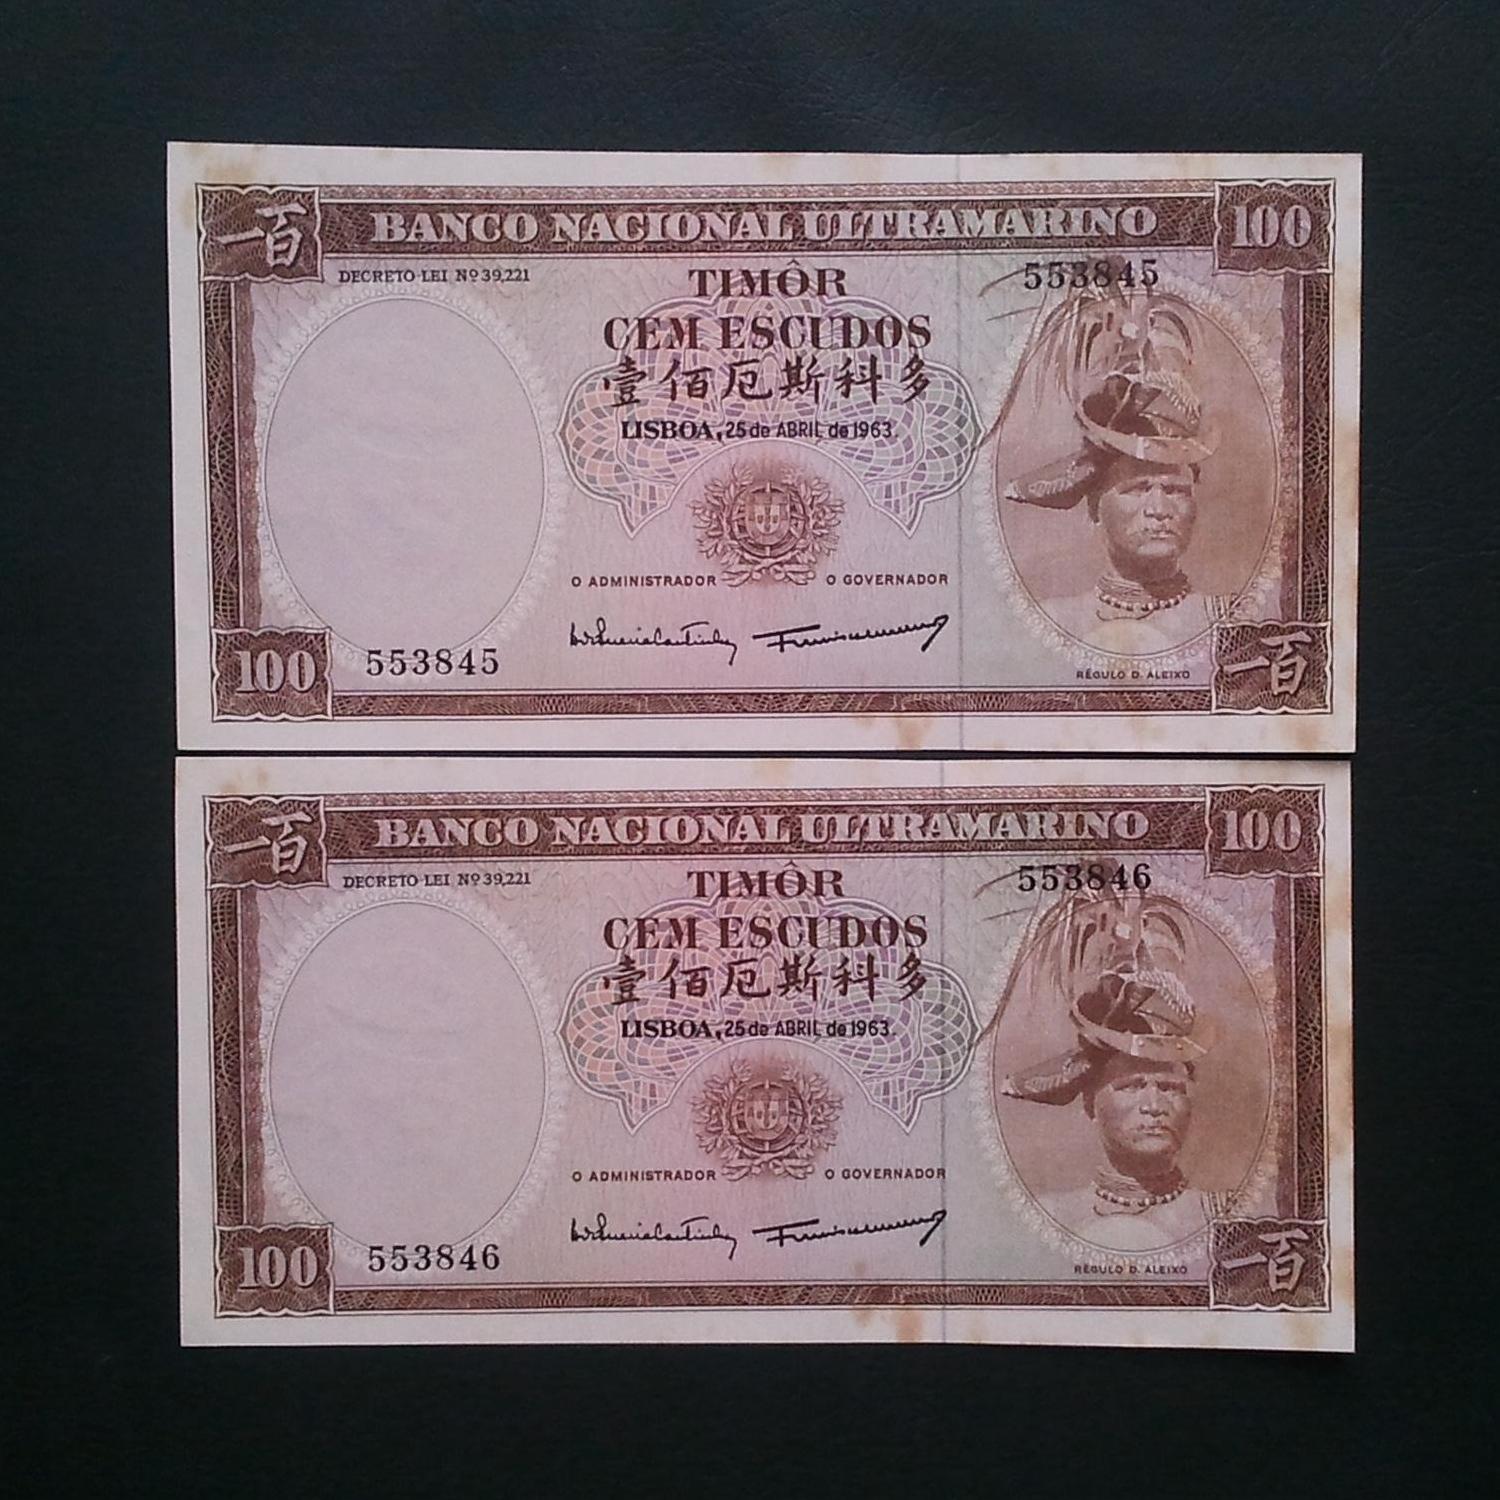 一百 BANCO NACIONAL ULTRAMARINO 100
DECRETO-LEI Nº 39,221 TIMÔR 553845
CEM ESCUDOS
壹佰厄斯科多
LISBOA, 25 de ABRIL de 1963.
O ADMINISTRADOR O GOVERNADOR
100 553845 RÉGULO D. ALEIXO 一百
一百 BANCO NACIONAL ULTRAMARINO 100
DECRETO-LEI Nº 39,221 TIMÔR 553846
CEM ESCUDOS
壹佰厄斯科多
LISBOA, 25 de ABRIL de 1963.
O ADMINISTRADOR O GOVERNADOR
100 553846 RÉGULO D. ALEIXO 一百